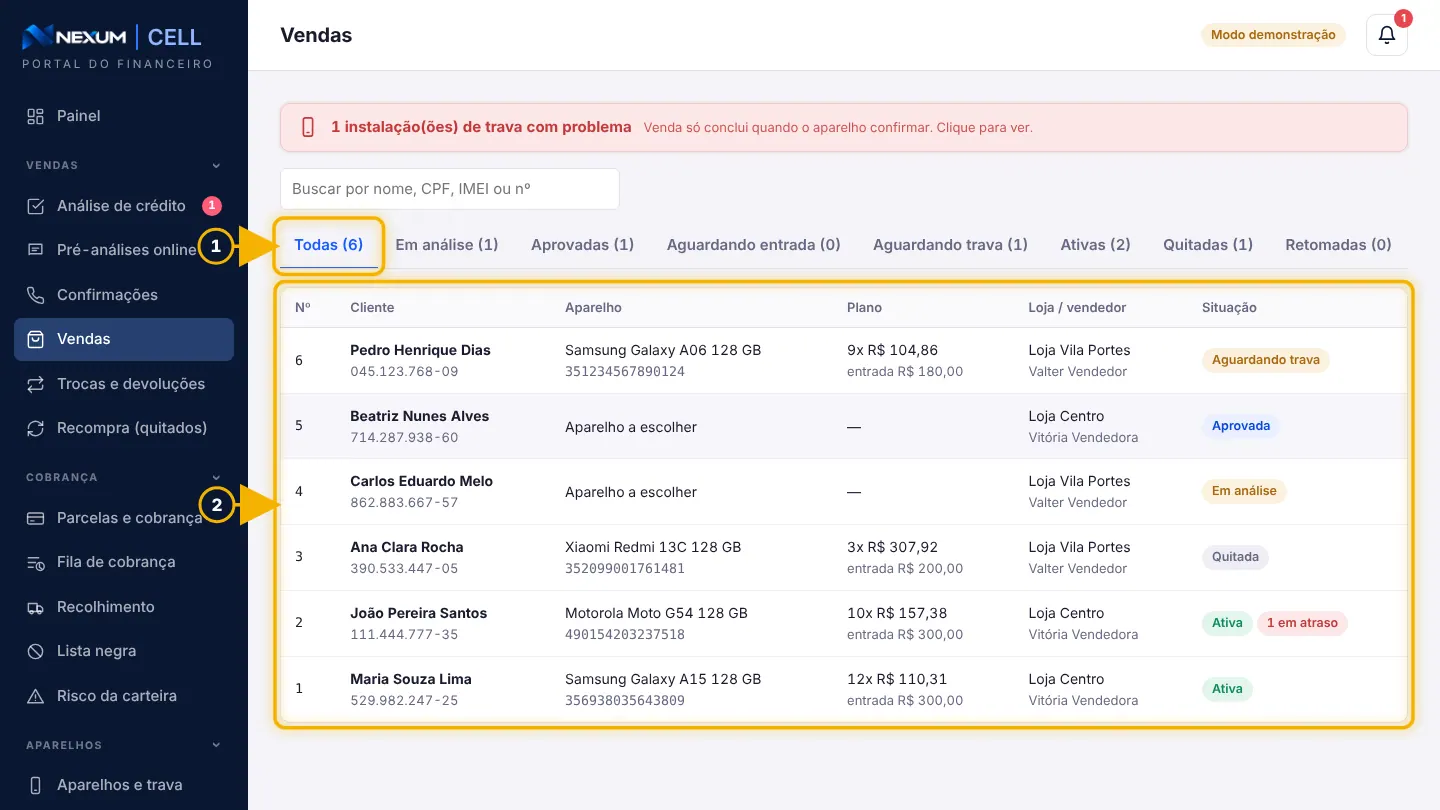 NEXUM | CELL
PORTAL DO FINANCEIRO
Painel
VENDAS
Análise de crédito 1
Pré-análises online
Confirmações
Vendas
Trocas e devoluções
Recompra (quitados)
COBRANÇA
Parcelas e cobrança
Fila de cobrança
Recolhimento
Lista negra
Risco da carteira
APARELHOS
Aparelhos e trava
Vendas
Modo demonstração
1
1 instalação(ões) de trava com problema Venda só conclui quando o aparelho confirmar. Clique para ver.
Buscar por nome, CPF, IMEI ou nº
1
Todas (6) Em análise (1) Aprovadas (1) Aguardando entrada (0) Aguardando trava (1) Ativas (2) Quitadas (1) Retomadas (0)
2
Nº Cliente Aparelho Plano Loja / vendedor Situação
6 Pedro Henrique Dias Samsung Galaxy A06 128 GB 9x R$ 104,86 Loja Vila Portes Aguardando trava
045.123.768-09 351234567890124 entrada R$ 180,00 Valter Vendedor
5 Beatriz Nunes Alves Aparelho a escolher — Loja Centro Aprovada
714.287.938-60 Vitória Vendedora
4 Carlos Eduardo Melo Aparelho a escolher — Loja Vila Portes Em análise
862.883.667-57 Valter Vendedor
3 Ana Clara Rocha Xiaomi Redmi 13C 128 GB 3x R$ 307,92 Loja Vila Portes Quitada
390.533.447-05 352099001761481 entrada R$ 200,00 Valter Vendedor
2 João Pereira Santos Motorola Moto G54 128 GB 10x R$ 157,38 Loja Centro Ativa 1 em atraso
111.444.777-35 490154203237518 entrada R$ 300,00 Vitória Vendedora
1 Maria Souza Lima Samsung Galaxy A15 128 GB 12x R$ 110,31 Loja Centro Ativa
529.982.247-25 356938035643809 entrada R$ 300,00 Vitória Vendedora